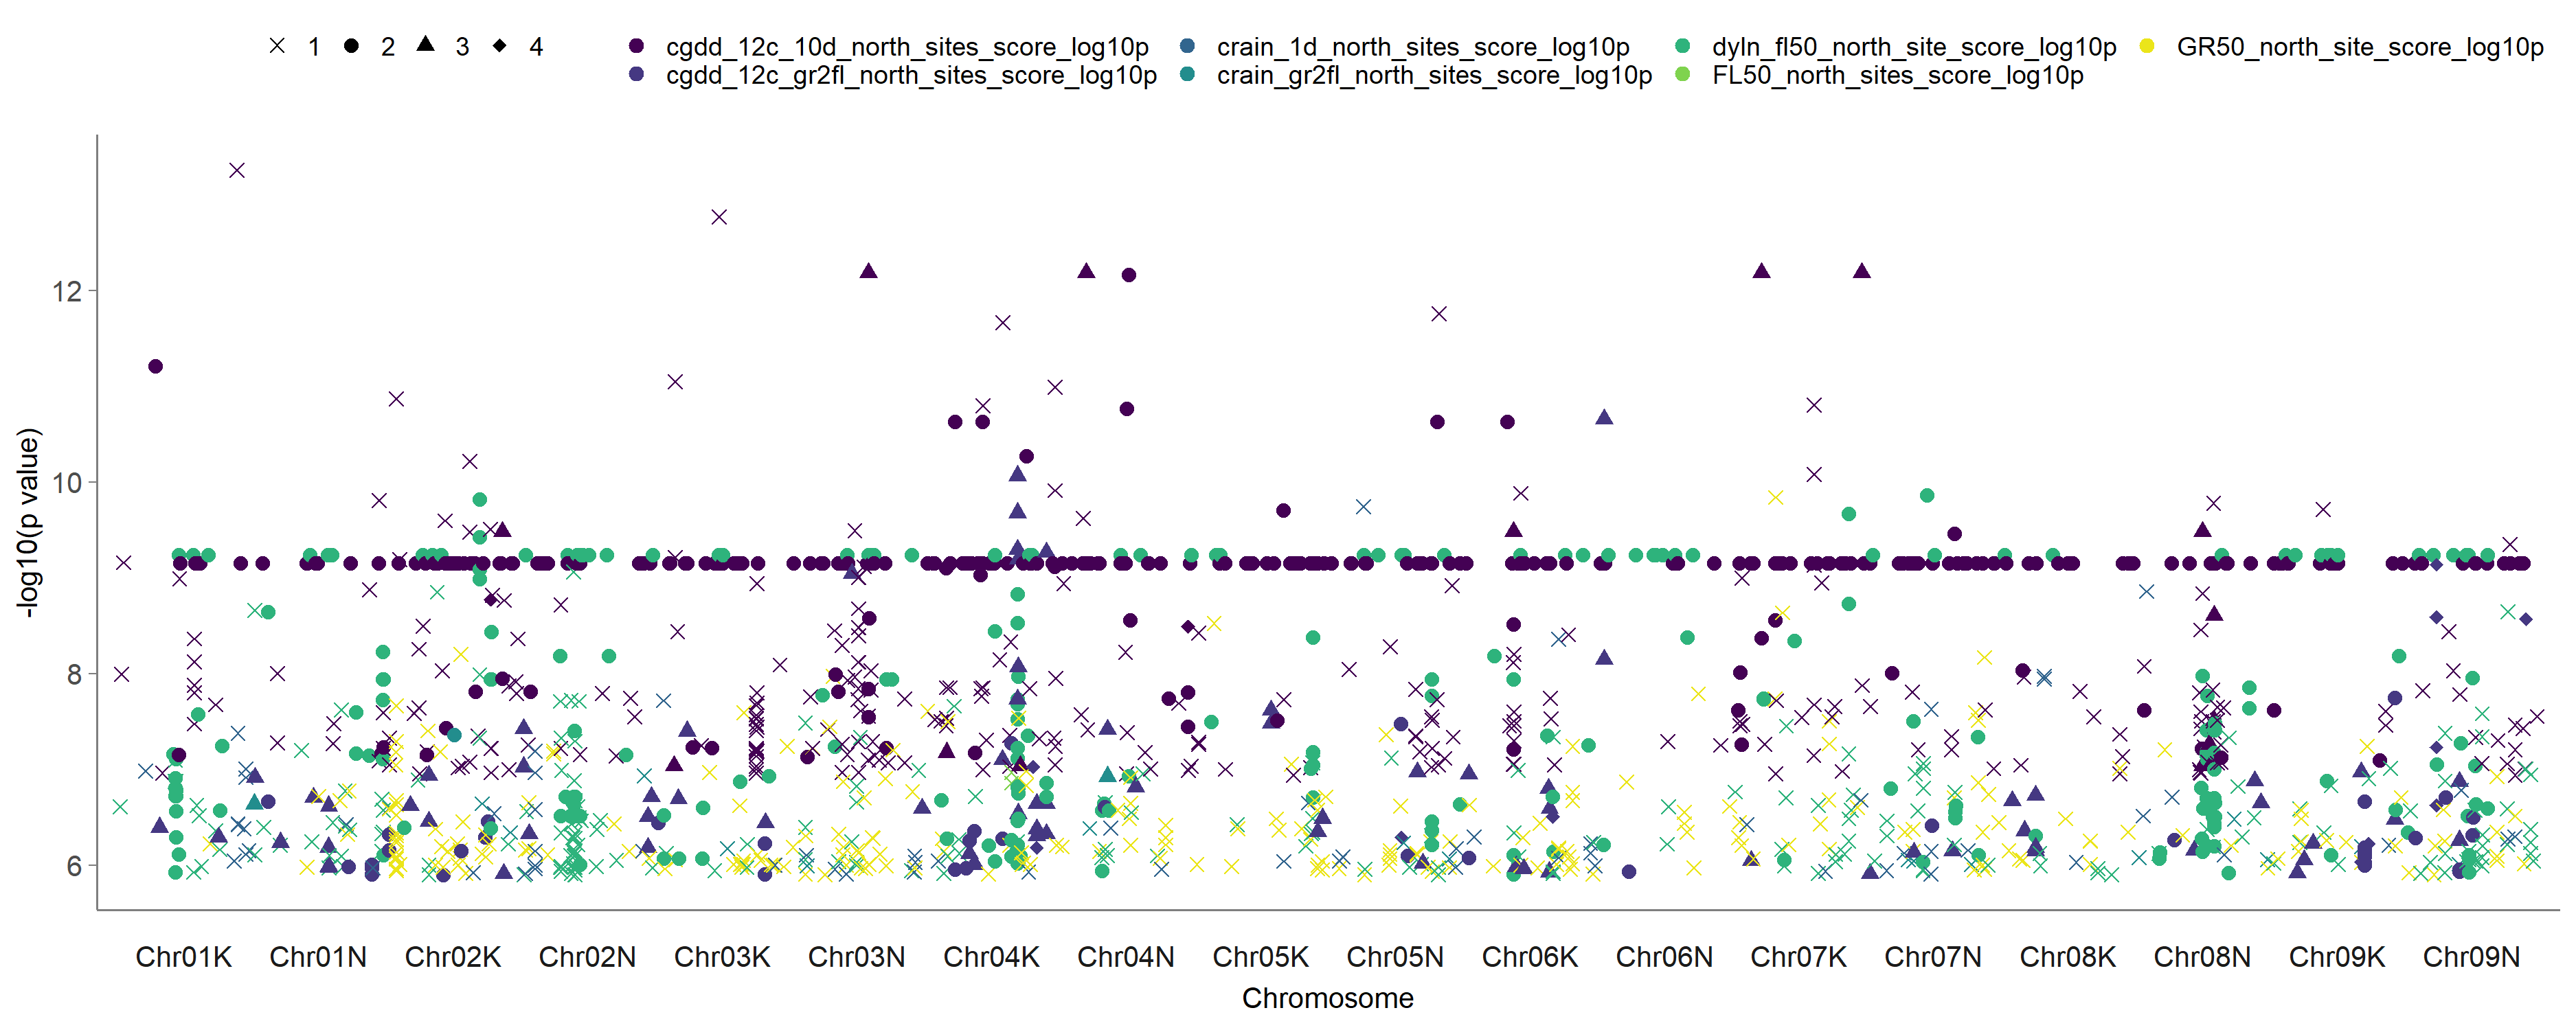 1 2 3 4 cgdd_12c_10d_north_sites_score_log10p crain_1d_north_sites_score_log10p dyln_fl50_north_site_score_log10p GR50_north_site_score_log10p
cgdd_12c_gr2fl_north_sites_score_log10p crain_gr2fl_north_sites_score_log10p FL50_north_sites_score_log10p
-log10(p value)
12
10
8
6
Chr01K Chr01N Chr02K Chr02N Chr03K Chr03N Chr04K Chr04N Chr05K Chr05N Chr06K Chr06N Chr07K Chr07N Chr08K Chr08N Chr09K Chr09N
Chromosome